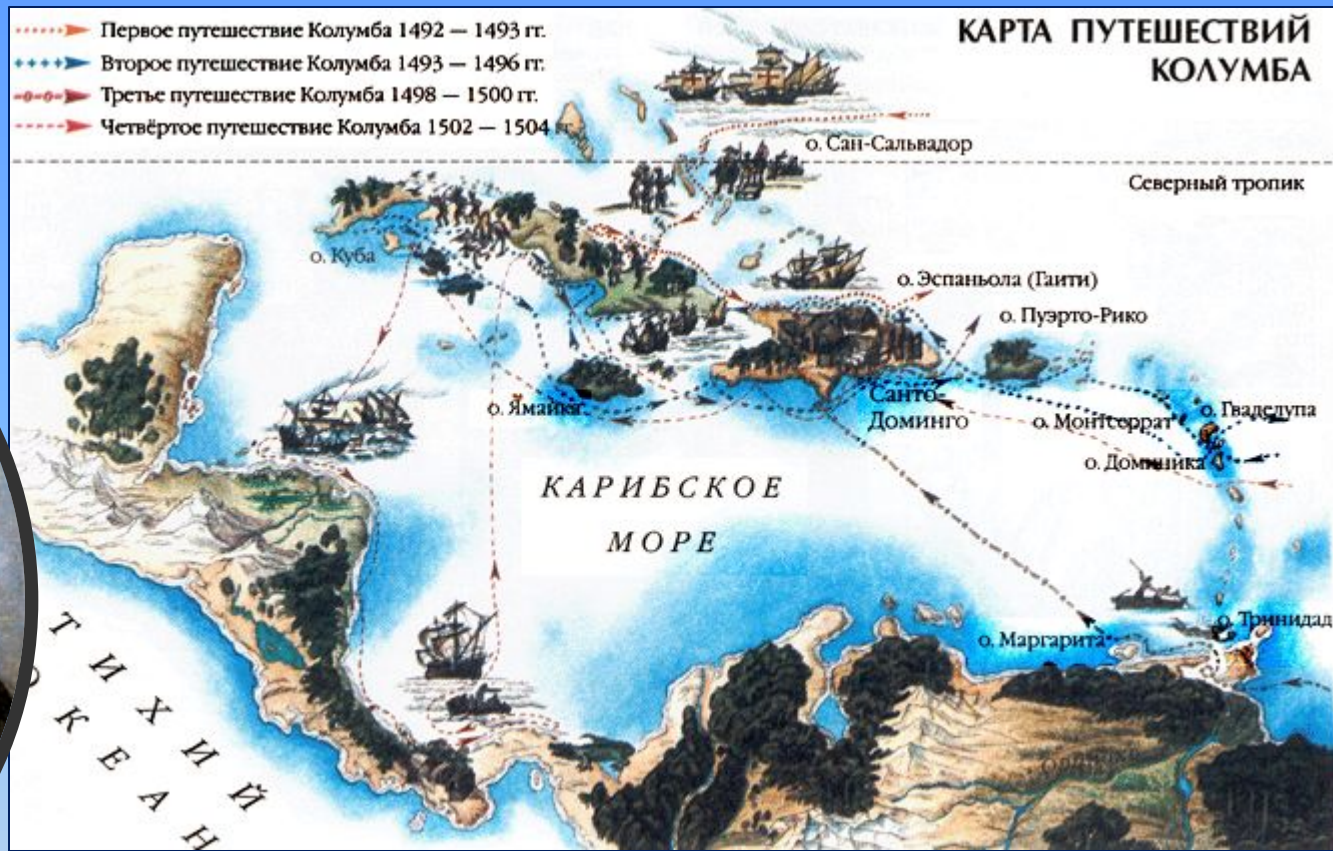 Первое путешествие Колумба 1492 — 1493 гг.
Второе путешествие Колумба 1493 — 1496 гг.
Третье путешествие Колумба 1498 — 1500 гг.
Четвёртое путешествие Колумба 1502 — 1504 гг.
КАРТА ПУТЕШЕСТВИЙ
КОЛУМБА
о. Сан-Сальвадор
Северный тропик
о. Куба
о. Эспаньола (Гаити)
о. Пуэрто-Рико
о. Ямайка
Санто-
Доминго
о. Гваделупа
о. Монтсеррат
о. Доминика
КАРИБСКОЕ
МОРЕ
о. Тринидад
о. Маргарита
ТИХИЙ
ОКЕАН